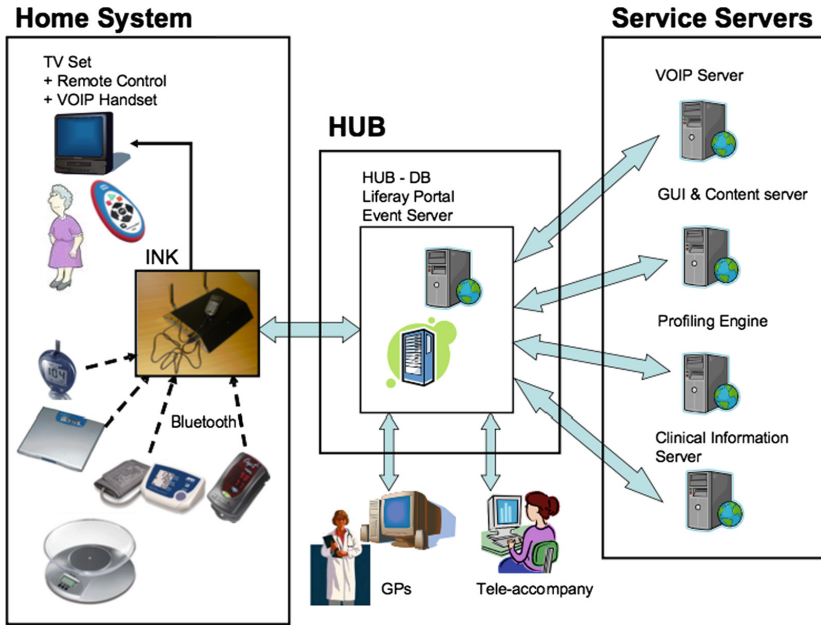 Home System
TV Set
+ Remote Control
+ VOIP Handset
INK
104
Bluetooth
HUB
HUB - DB
Liferay Portal
Event Server
GPs
Tele-accompany
Service Servers
VOIP Server
GUI & Content server
Profiling Engine
Clinical Information
Server